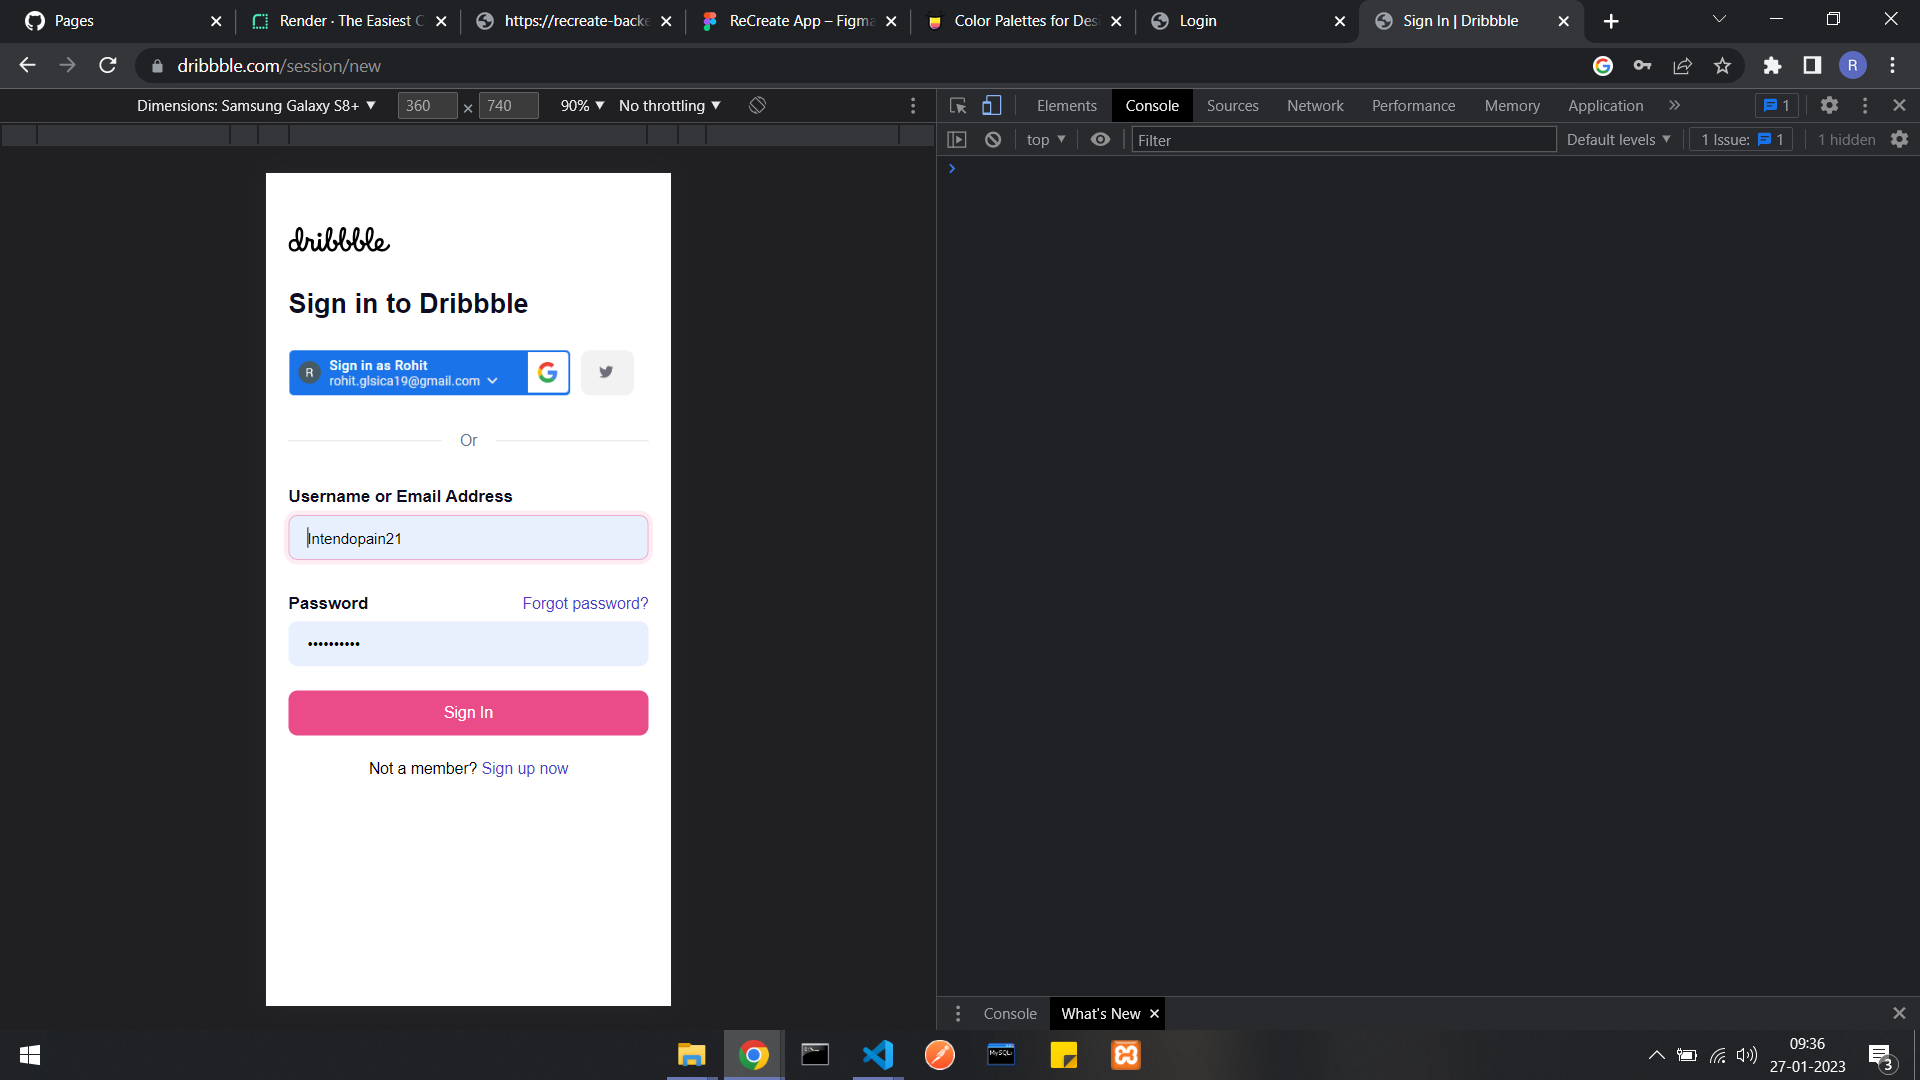 Pages
Render · The Easiest C
https://recreate-backe
ReCreate App – Figma
Color Palettes for Desi
Login
Sign In | Dribbble
dribbble.com/session/new
R
Dimensions: Samsung Galaxy S8+
360
×
740
90%
No throttling
Elements
Console
Sources
Network
Performance
Memory
Application
1
top
Filter
Default levels
1 Issue:
1
1 hidden
dribbble
Sign in to Dribbble
R
Sign in as Rohit
rohit.glsica19@gmail.com
Or
Username or Email Address
Intendopain21
Password
Forgot password?
••••••••••
Sign In
Not a member? Sign up now
Console
What's New
MySQL
09:36
27-01-2023
3